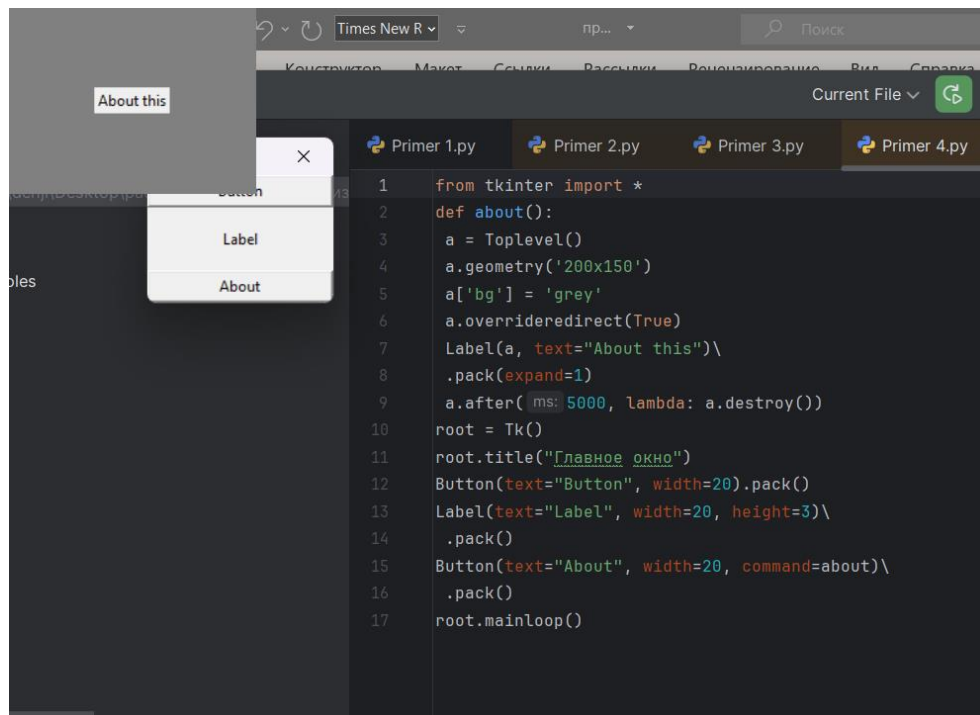 Times New R
пр...
Поиск
Конструктор Макет Ссылки Рассылки Рецензирование Вид Справка
About this
Current File
Primer 1.py Primer 2.py Primer 3.py Primer 4.py
Button
Label
About
1 from tkinter import *
2 def about():
3 a = Toplevel()
4 a.geometry('200x150')
5 a['bg'] = 'grey'
6 a.overrideredirect(True)
7 Label(a, text="About this")\
8 .pack(expand=1)
9 a.after( ms: 5000, lambda: a.destroy())
10 root = Tk()
11 root.title("Главное окно")
12 Button(text="Button", width=20).pack()
13 Label(text="Label", width=20, height=3)\
14 .pack()
15 Button(text="About", width=20, command=about)\
16 .pack()
17 root.mainloop()